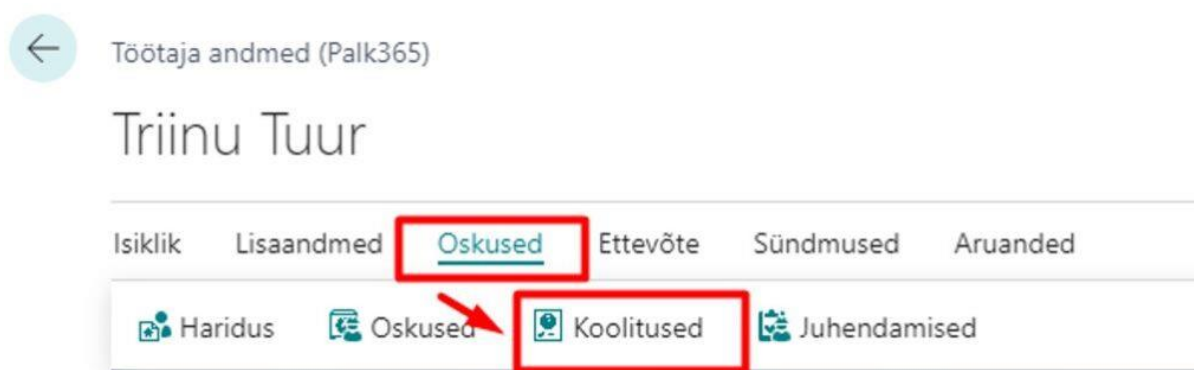 Töötaja andmed (Palk365)
Triinu Tuur
Isiklik Lisaandmed Oskused Ettevõte Sündmused Aruanded
Haridus Oskused Koolitused Juhendamised